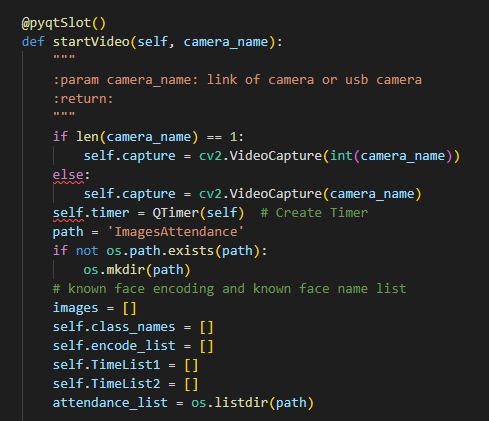 @pyqtSlot()
def startVideo(self, camera_name):
    """
    :param camera_name: link of camera or usb camera
    :return:
    """
    if len(camera_name) == 1:
        self.capture = cv2.VideoCapture(int(camera_name))
    else:
        self.capture = cv2.VideoCapture(camera_name)
    self.timer = QTimer(self)  # Create Timer
    path = 'ImagesAttendance'
    if not os.path.exists(path):
        os.mkdir(path)
    # known face encoding and known face name list
    images = []
    self.class_names = []
    self.encode_list = []
    self.TimeList1 = []
    self.TimeList2 = []
    attendance_list = os.listdir(path)